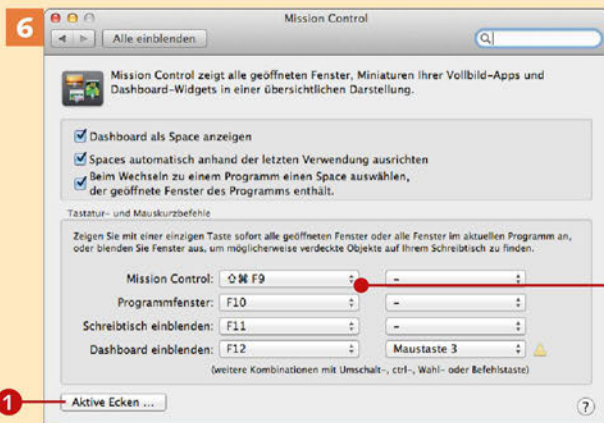 6
Mission Control
Alle einblenden
Mission Control zeigt alle geöffneten Fenster, Miniaturen Ihrer Vollbild-Apps und
Dashboard-Widgets in einer übersichtlichen Darstellung.
Dashboard als Space anzeigen
Spaces automatisch anhand der letzten Verwendung ausrichten
Beim Wechseln zu einem Programm einen Space auswählen,
der geöffnete Fenster des Programms enthält.
Tastatur- und Mauskurzbefehle
Zeigen Sie mit einer einzigen Taste sofort alle geöffneten Fenster oder alle Fenster im aktuellen Programm an,
oder blenden Sie Fenster aus, um möglicherweise verdeckte Objekte auf Ihrem Schreibtisch zu finden.
Mission Control: ⇧⌘ F9 –
Programmfenster: F10 –
Schreibtisch einblenden: F11 –
Dashboard einblenden: F12 Maustaste 3
(weitere Kombinationen mit Umschalt-, ctrl-, Wahl- oder Befehlstaste)
1 Aktive Ecken ... ?